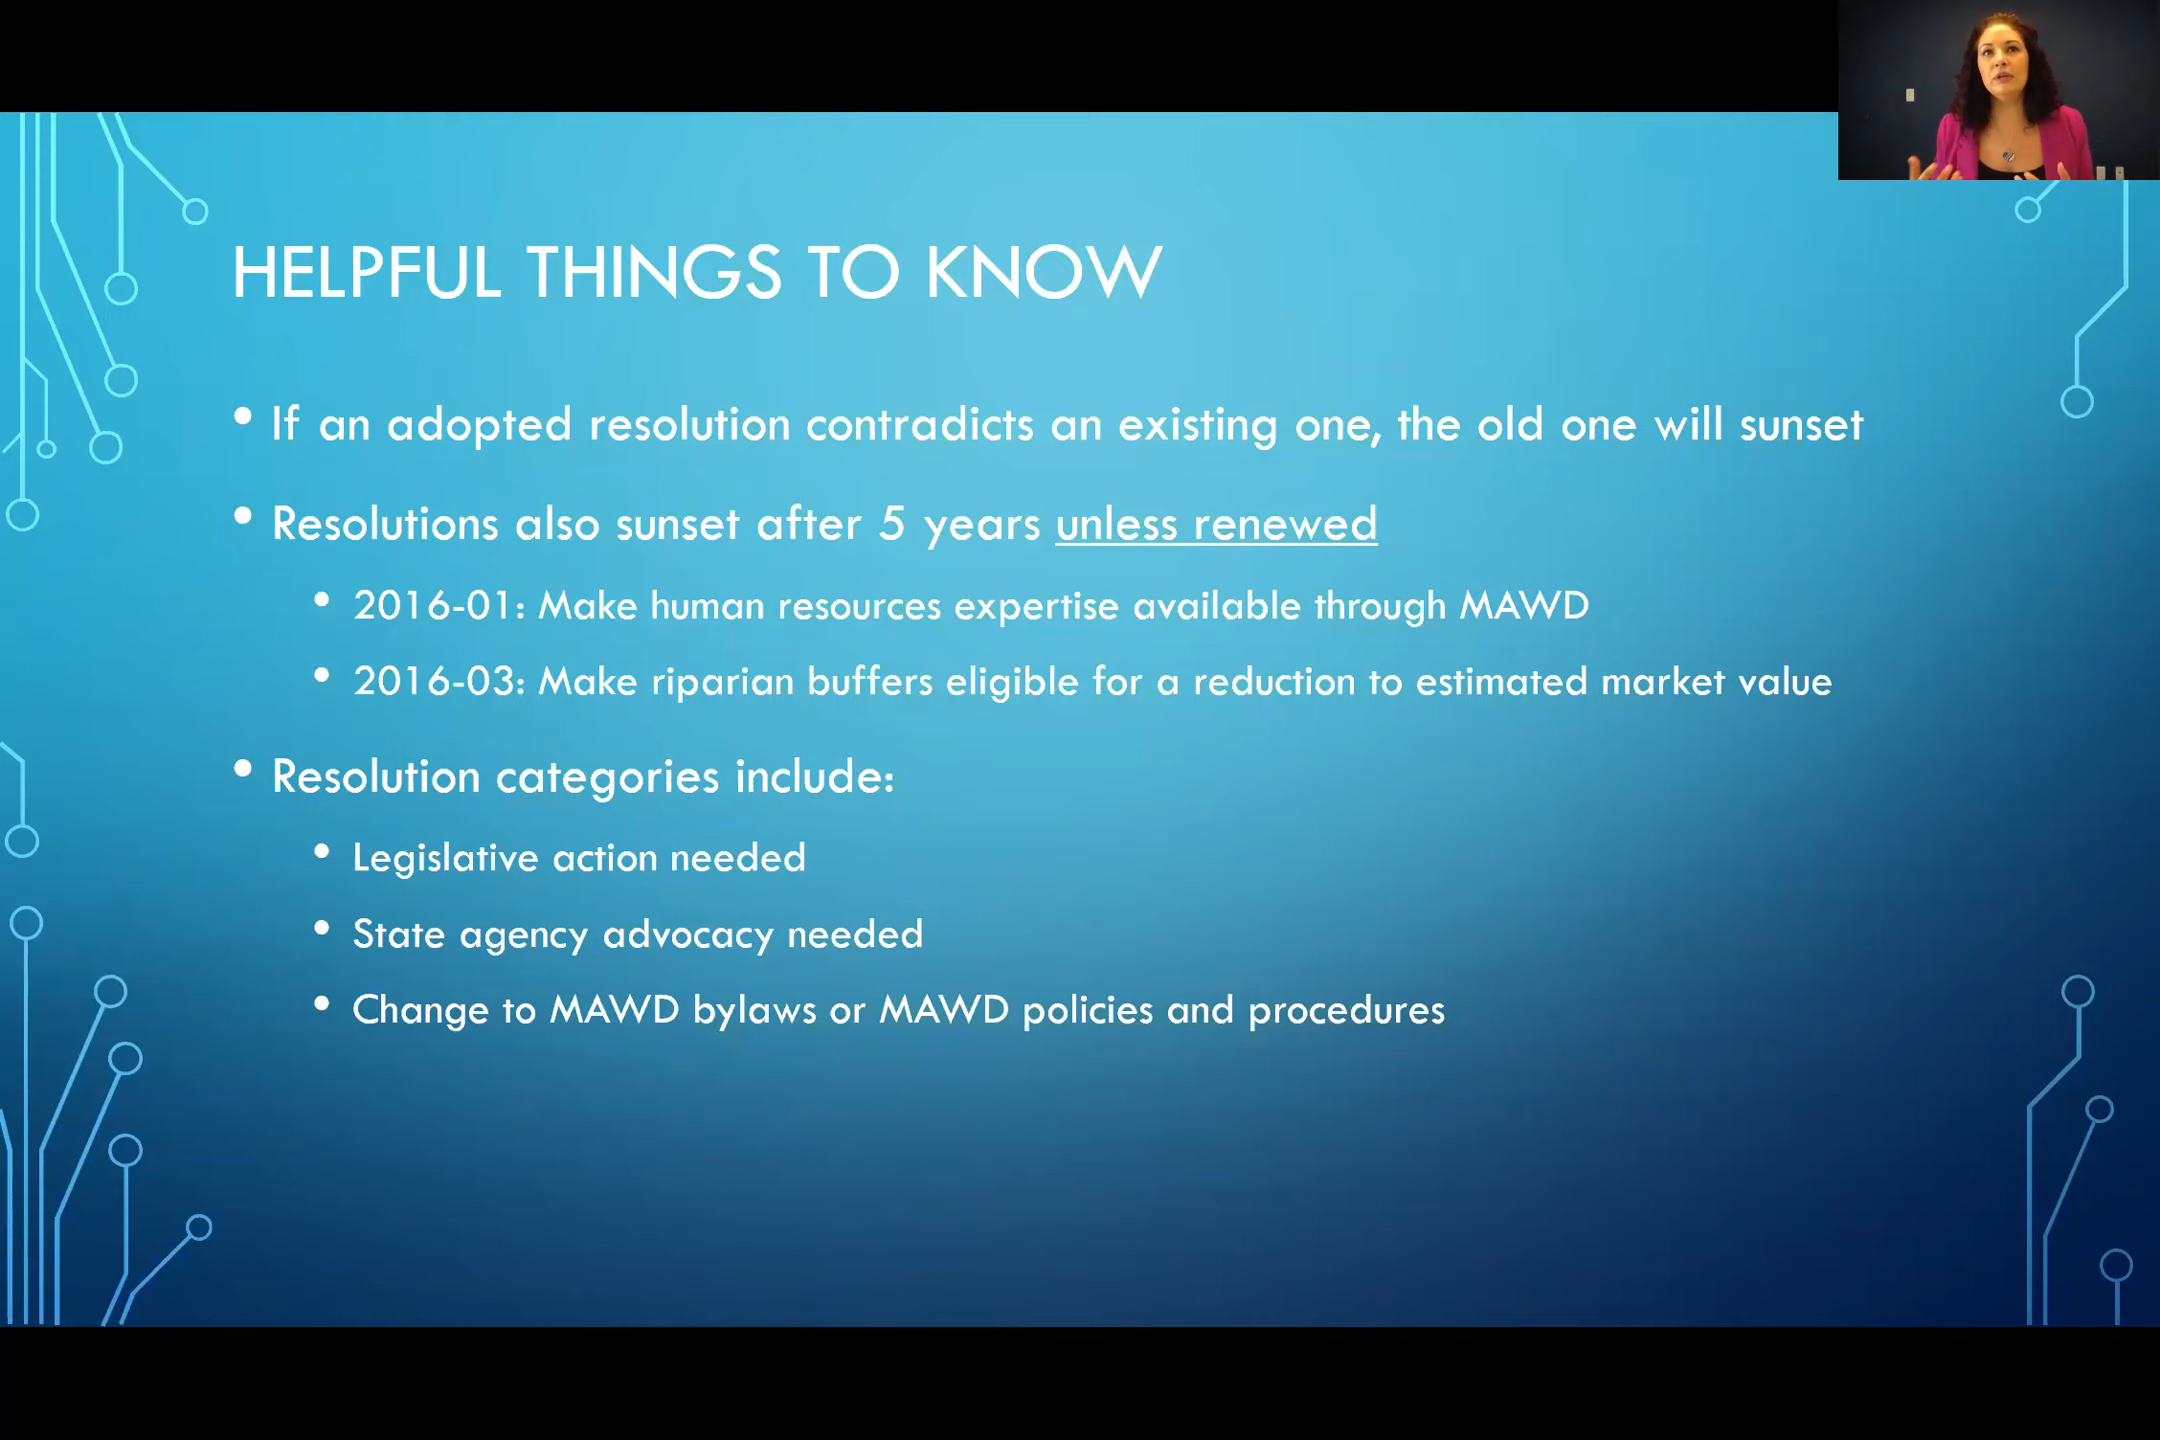 HELPFUL THINGS TO KNOW
• If an adopted resolution contradicts an existing one, the old one will sunset
• Resolutions also sunset after 5 years unless renewed
• 2016-01: Make human resources expertise available through MAWD
• 2016-03: Make riparian buffers eligible for a reduction to estimated market value
• Resolution categories include:
• Legislative action needed
• State agency advocacy needed
• Change to MAWD bylaws or MAWD policies and procedures